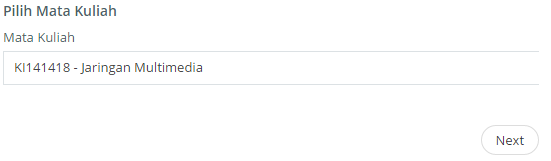 Pilih Mata Kuliah
Mata Kuliah
KI141418 - Jaringan Multimedia
Next